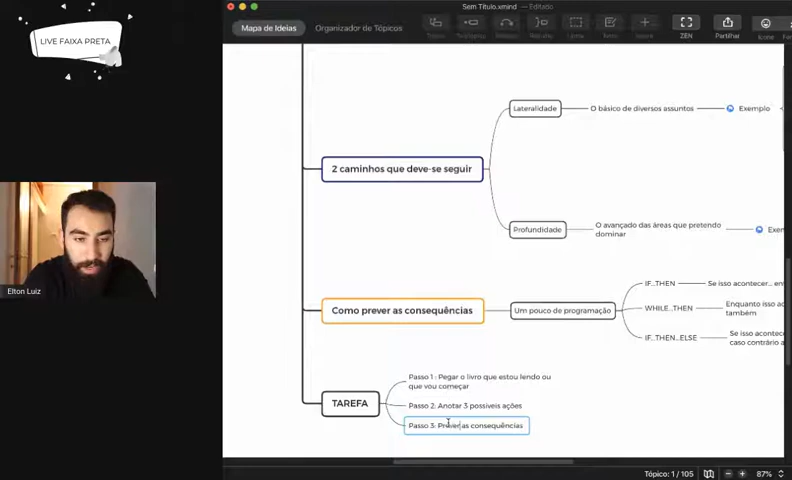 Sem Título.xmind — Editado
LIVE FAIXA PRETA
Mapa de Ideias
Organizador de Tópicos
ZEN
Partilhar
Ícone
Lateralidade
O básico de diversos assuntos
Exemplo
2 caminhos que deve-se seguir
Profundidade
O avançado das áreas que pretendo
dominar
Exem
Elton Luiz
Como prever as consequências
Um pouco de programação
IF...THEN
Se isso acontecer... en
WHILE...THEN
Enquanto isso ac
também
IF...THEN...ELSE
Se isso acontece
caso contrário a
TAREFA
Passo 1 : Pegar o livro que estou lendo ou
que vou começar
Passo 2: Anotar 3 possíveis ações
Passo 3: Prever as consequências
Tópico: 1 / 105
87%